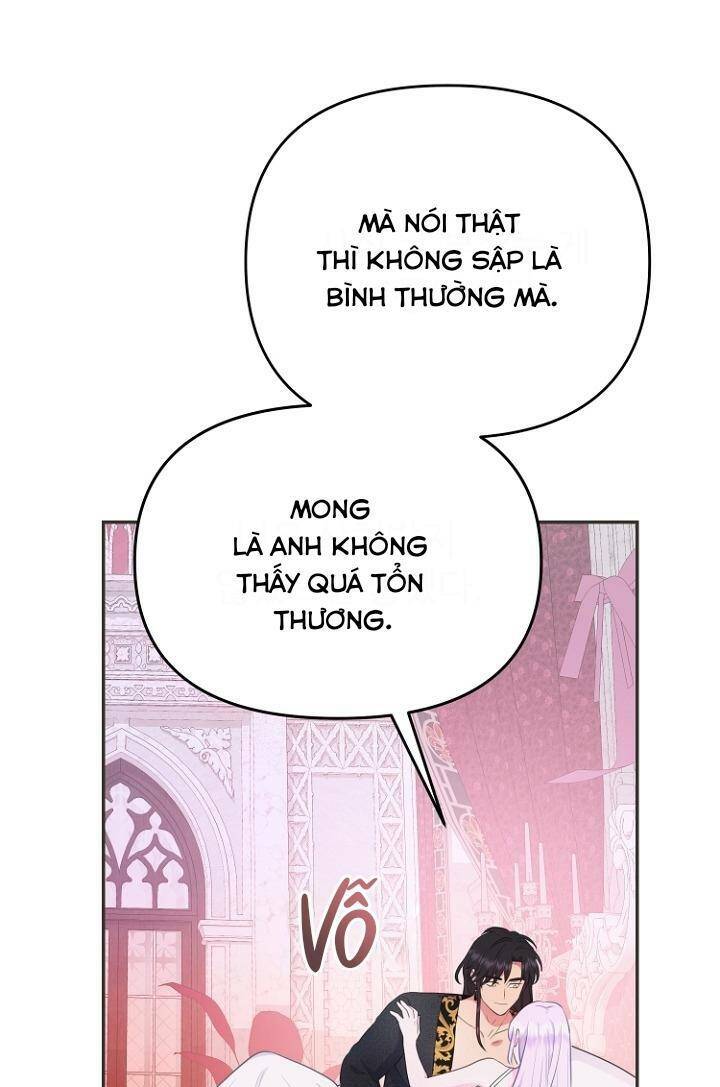 MÀ NÓI THẬT
THÌ KHÔNG SẬP LÀ
BÌNH THƯỜNG MÀ.
MONG
LÀ ANH KHÔNG
THẤY QUÁ TỔN
THƯƠNG.
VỖ